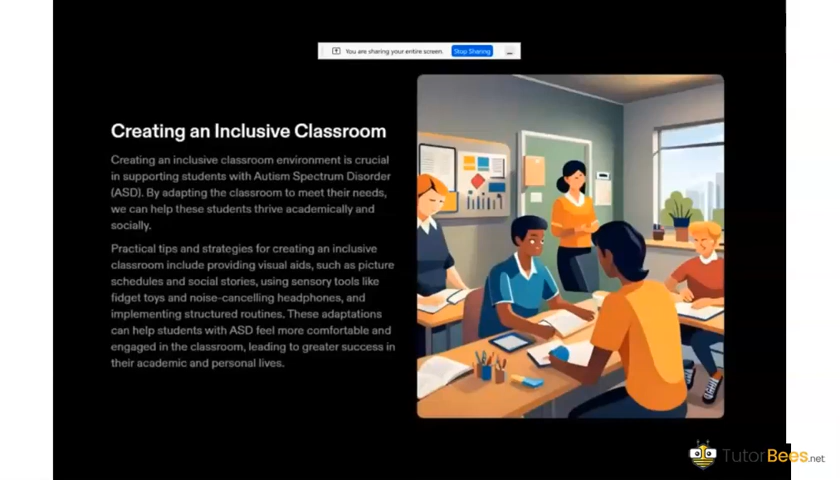 You are sharing your entire screen. Stop Sharing
Creating an Inclusive Classroom
Creating an inclusive classroom environment is crucial
in supporting students with Autism Spectrum Disorder
(ASD). By adapting the classroom to meet their needs,
we can help these students thrive academically and
socially.
Practical tips and strategies for creating an inclusive
classroom include providing visual aids, such as picture
schedules and social stories, using sensory tools like
fidget toys and noise-cancelling headphones, and
implementing structured routines. These adaptations
can help students with ASD feel more comfortable and
engaged in the classroom, leading to greater success in
their academic and personal lives.
TutorBees.net